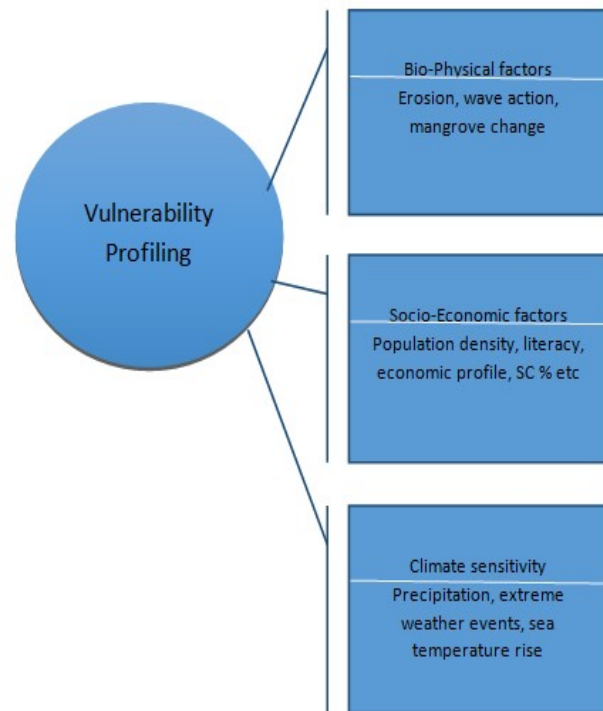 Vulnerability
Profiling
Bio-Physical factors
Erosion, wave action,
mangrove change
Socio-Economic factors
Population density, literacy,
economic profile, SC % etc
Climate sensitivity
Precipitation, extreme
weather events, sea
temperature rise